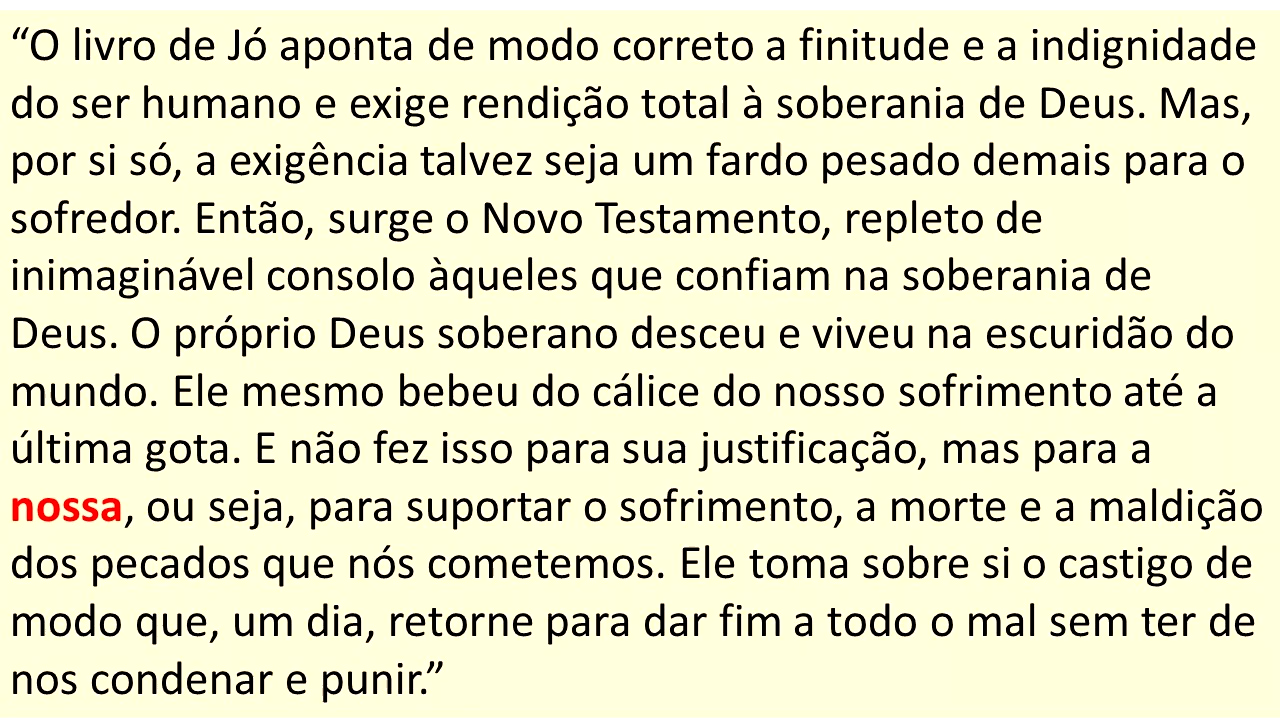 “O livro de Jó aponta de modo correto a finitude e a indignidade
do ser humano e exige rendição total à soberania de Deus. Mas,
por si só, a exigência talvez seja um fardo pesado demais para o
sofredor. Então, surge o Novo Testamento, repleto de
inimaginável consolo àqueles que confiam na soberania de
Deus. O próprio Deus soberano desceu e viveu na escuridão do
mundo. Ele mesmo bebeu do cálice do nosso sofrimento até a
última gota. E não fez isso para sua justificação, mas para a
nossa, ou seja, para suportar o sofrimento, a morte e a maldição
dos pecados que nós cometemos. Ele toma sobre si o castigo de
modo que, um dia, retorne para dar fim a todo o mal sem ter de
nos condenar e punir.”